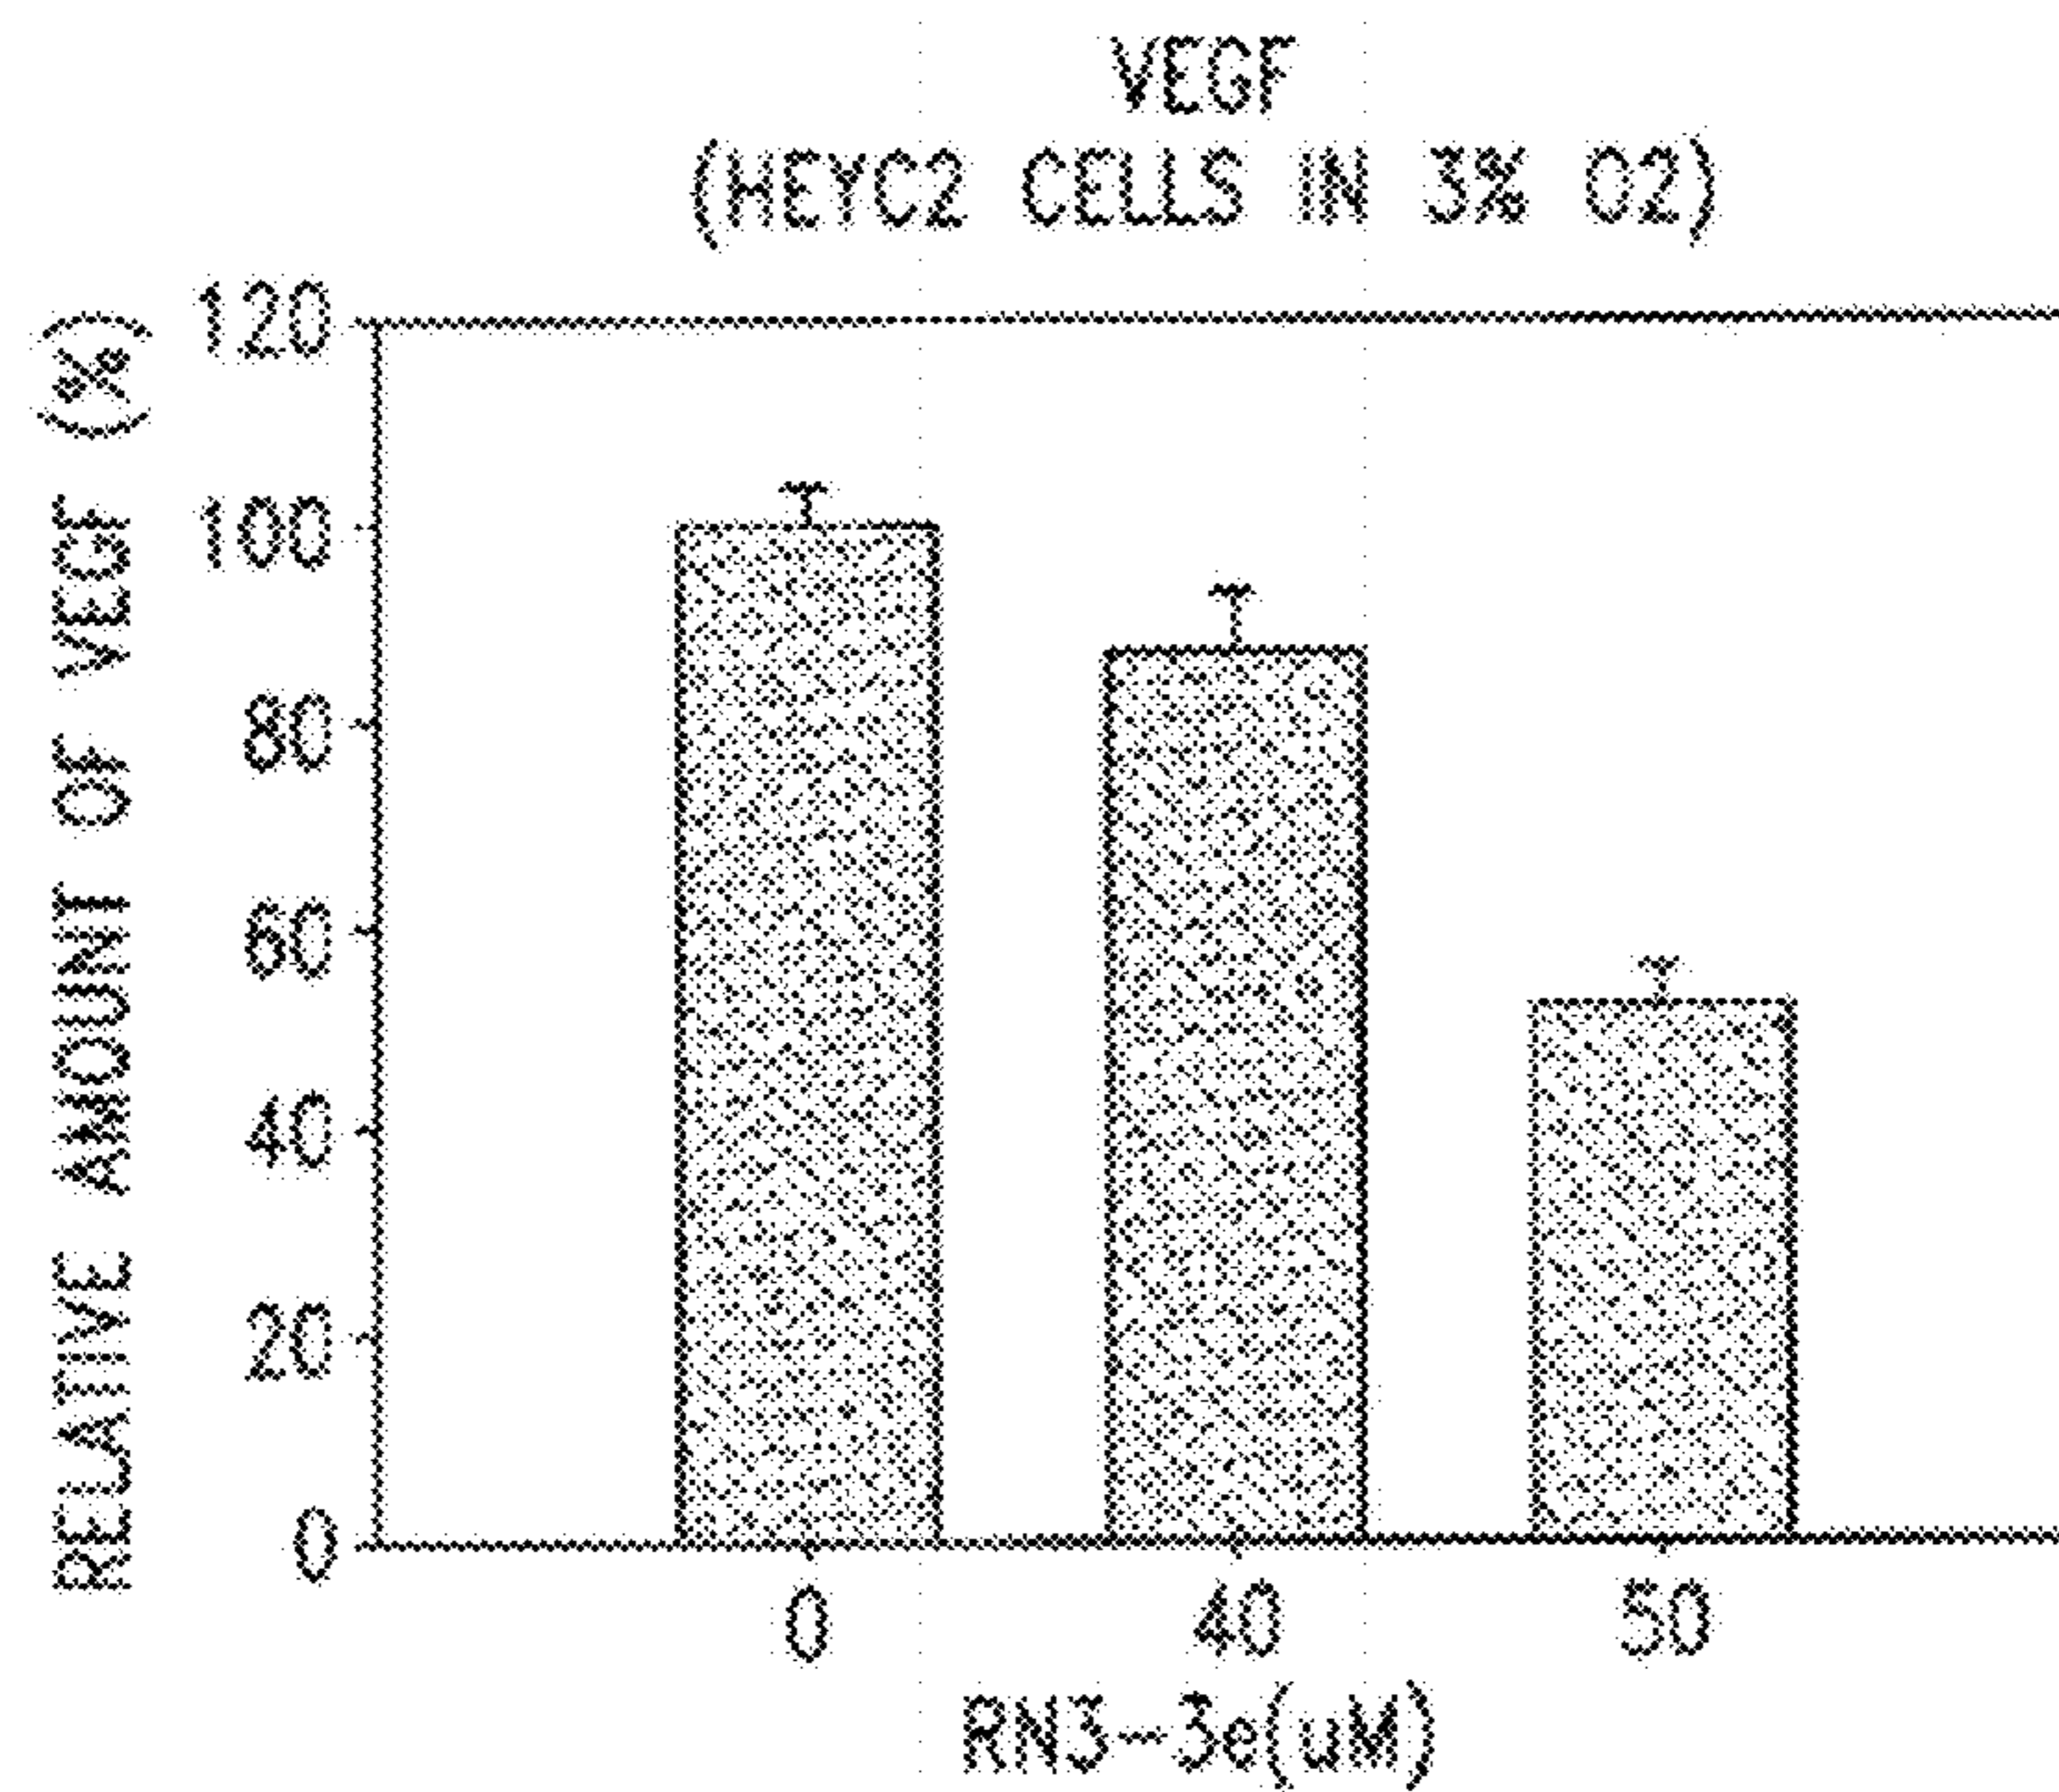 VEGF
(HEYC2 CELLS IN 3% O2)
RELATIVE AMOUNT OF VEGF (%)
120
100
80
60
40
20
0
0 40 50
RN3-3e(uM)